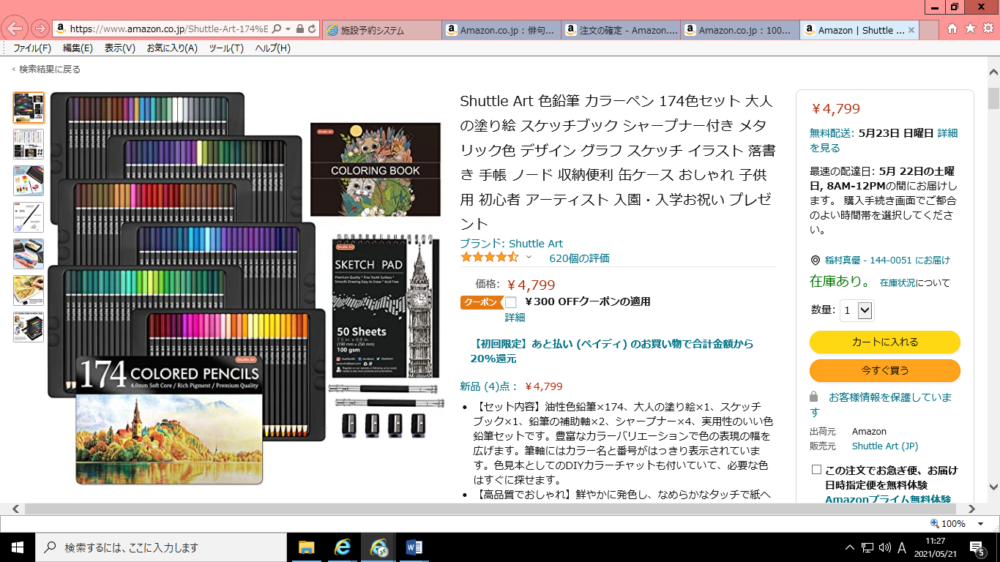 https://www.amazon.co.jp/Shuttle-Art-174%E
施設予約システム
Amazon.co.jp：俳句...
注文の確定 - Amazon....
Amazon.co.jp：100...
Amazon | Shuttle ...
ファイル(F) 編集(E) 表示(V) お気に入り(A) ツール(T) ヘルプ(H)
‹ 検索結果に戻る
Shuttle Art
COLORING BOOK
Shuttle Art
SKETCH PAD
Premium Quality * Fine Tooth Surface *
Smooth Drawing Easy to Erase * Acid Free
50 Sheets
7.5 in. x 9.8 in.
(190 mm x 250 mm)
100 gsm
Shuttle Art
174 COLORED PENCILS
4.0mm Soft Core / Rich Pigment / Premium Quality
Shuttle Art 色鉛筆 カラーペン 174色セット 大人
の塗り絵 スケッチブック シャープナー付き メタ
リック色 デザイン グラフ スケッチ イラスト 落書
き 手帳 ノード 収納便利 缶ケース おしゃれ 子供
用 初心者 アーティスト 入園・入学お祝い プレゼ
ント
ブランド: Shuttle Art
620個の評価
価格: ￥4,799
クーポン ￥300 OFFクーポンの適用
詳細
【初回限定】あと払い (ペイディ) のお買い物で合計金額から
20%還元
新品 (4)点： ￥4,799
• 【セット内容】油性色鉛筆×174、大人の塗り絵×1、スケッチ
ブック×1、鉛筆の補助軸×2、シャープナー×4、実用性のいい色
鉛筆セットです。豊富なカラーバリエーションで色の表現の幅を
広げます。筆軸にはカラー名と番号がはっきり表示されていま
す。色見本としてのDIYカラーチャットも付いていて、必要な色
はすぐに探せます。
• 【高品質でおしゃれ】鮮やかに発色し、なめらかなタッチで紙へ
￥4,799
無料配送: 5月23日 日曜日 詳細
を見る
最速の配達日: 5月 22日の土曜
日, 8AM-12PMの間にお届けし
ます。 購入手続き画面でご都合
のよい時間帯を選択してくださ
い。
稲村真優 - 144-0051 にお届け
在庫あり。 在庫状況について
数量: 1
カートに入れる
今すぐ買う
お客様情報を保護していま
す
出荷元 Amazon
販売元 Shuttle Art (JP)
この注文でお急ぎ便、お届け
日時指定便を無料体験
Amazonプライム無料体験
100%
検索するには、ここに入力します
A
11:27
2021/05/21
5